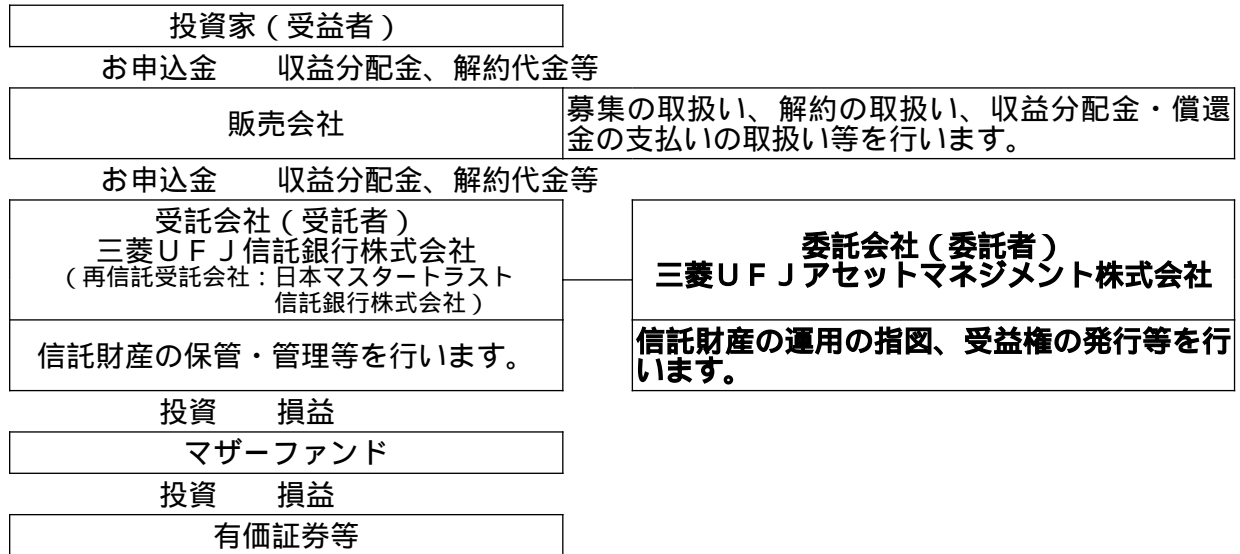 投資家(受益者)
お申込金　収益分配金、解約代金等
販売会社
募集の取扱い、解約の取扱い、収益分配金・償還
金の支払いの取扱い等を行います。
お申込金　収益分配金、解約代金等
受託会社(受託者)
三菱UFJ信託銀行株式会社
(再信託受託会社:日本マスタートラスト
信託銀行株式会社)
委託会社(委託者)
三菱UFJアセットマネジメント株式会社
信託財産の保管・管理等を行います。
信託財産の運用の指図、受益権の発行等を行
います。
投資　損益
マザーファンド
投資　損益
有価証券等